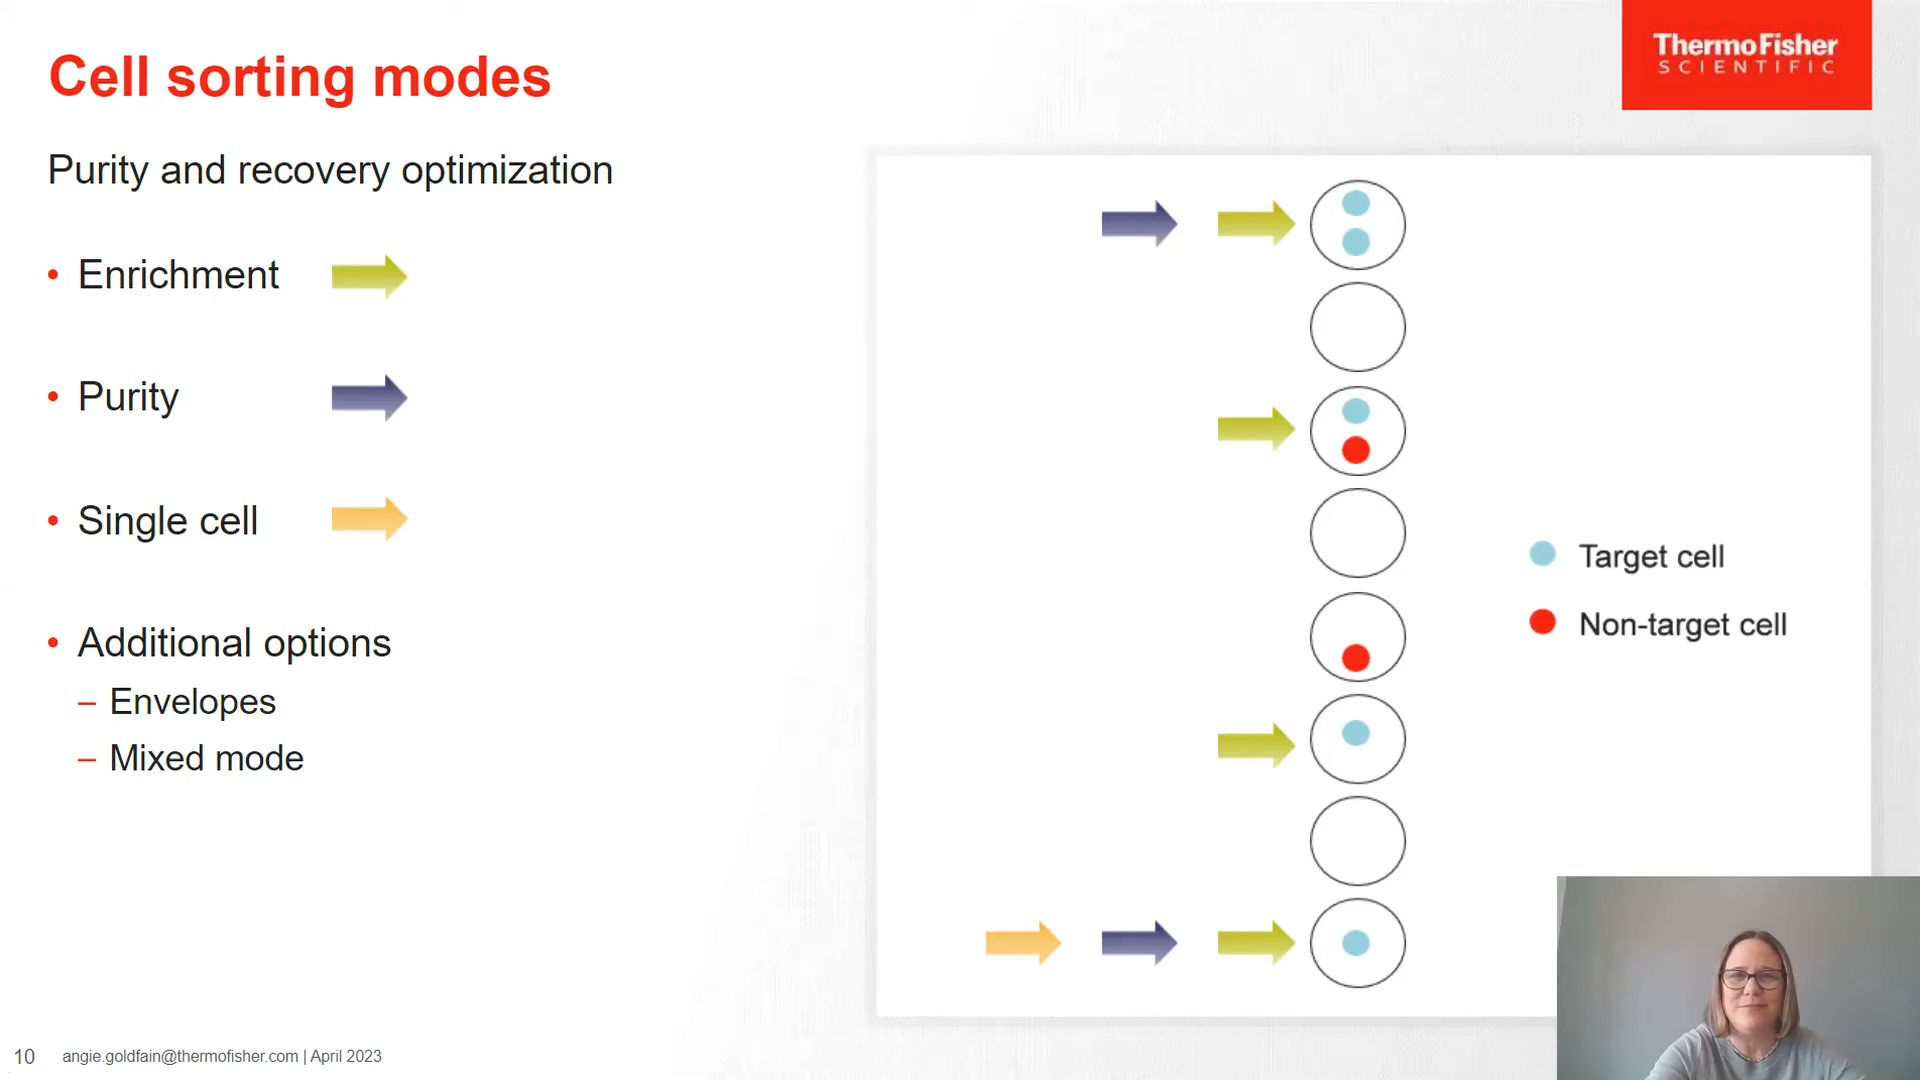 Cell sorting modes
ThermoFisher
SCIENTIFIC
Purity and recovery optimization
• Enrichment
• Purity
• Single cell
• Additional options
– Envelopes
– Mixed mode
Target cell
Non-target cell
10 angie.goldfain@thermofisher.com | April 2023